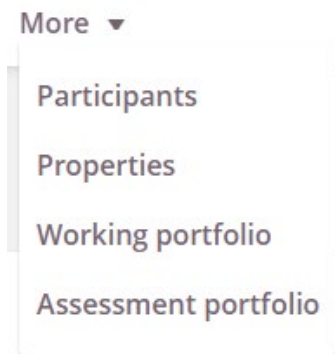 More
Participants
Properties
Working portfolio
Assessment portfolio